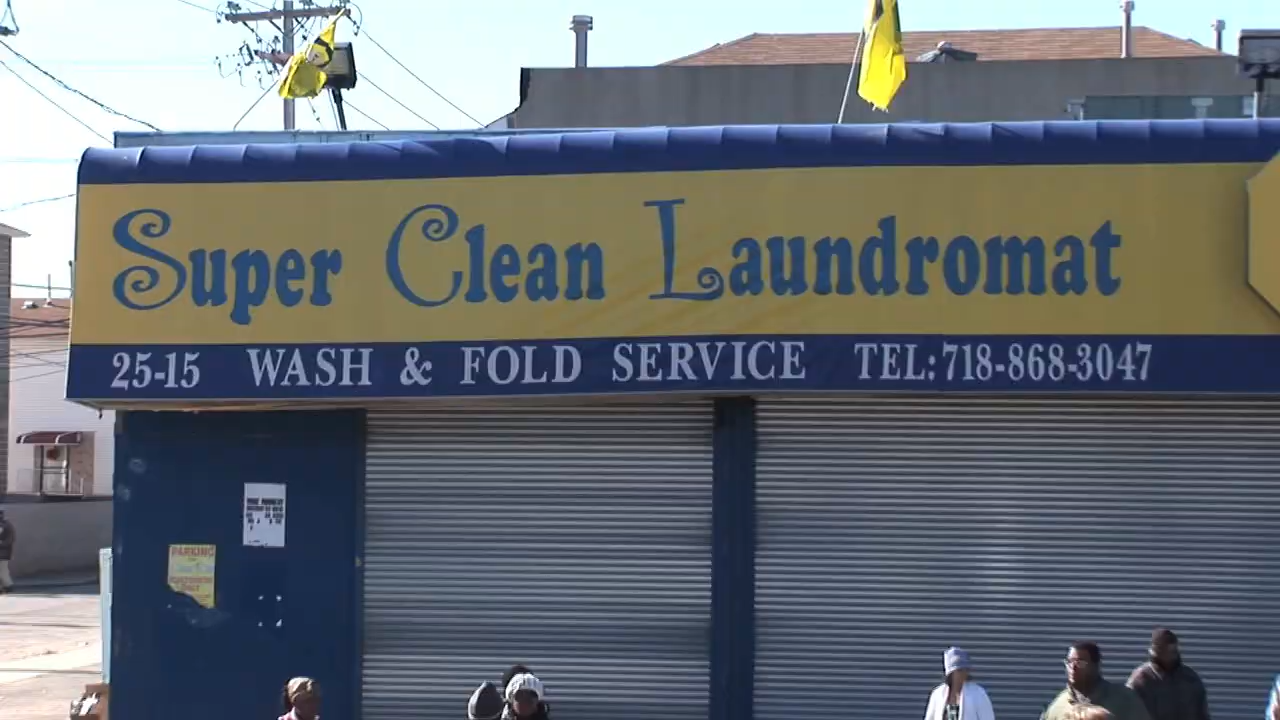 Super Clean Laundromat
25-15 WASH & FOLD SERVICE TEL:718-868-3047
PARKING